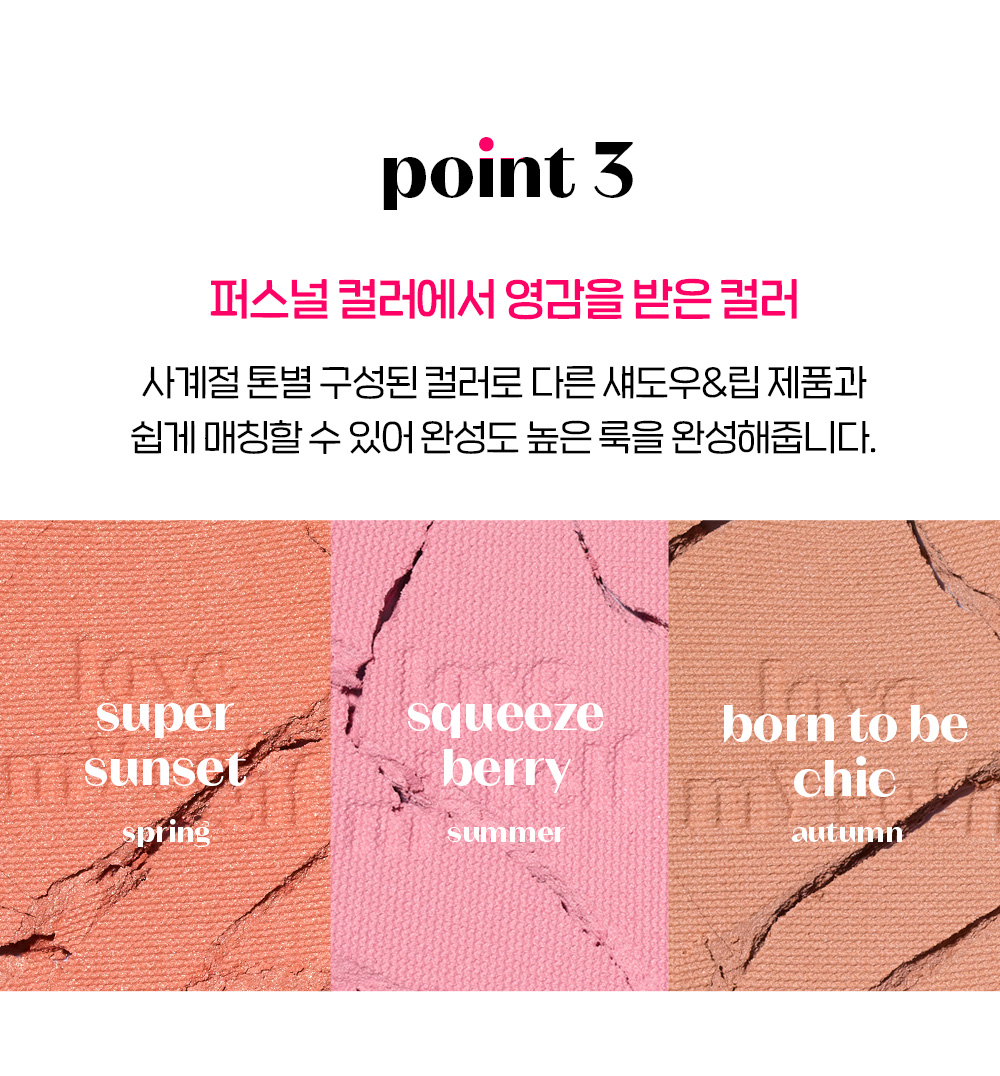 point 3
퍼스널 컬러에서 영감을 받은 컬러
사계절 톤별 구성된 컬러로 다른 섀도우&립 제품과
쉽게 매칭할 수 있어 완성도 높은 룩을 완성해줍니다.
love
super
sunset
spring
me
squeeze
berry
summer
love
born to be
chic
autumn